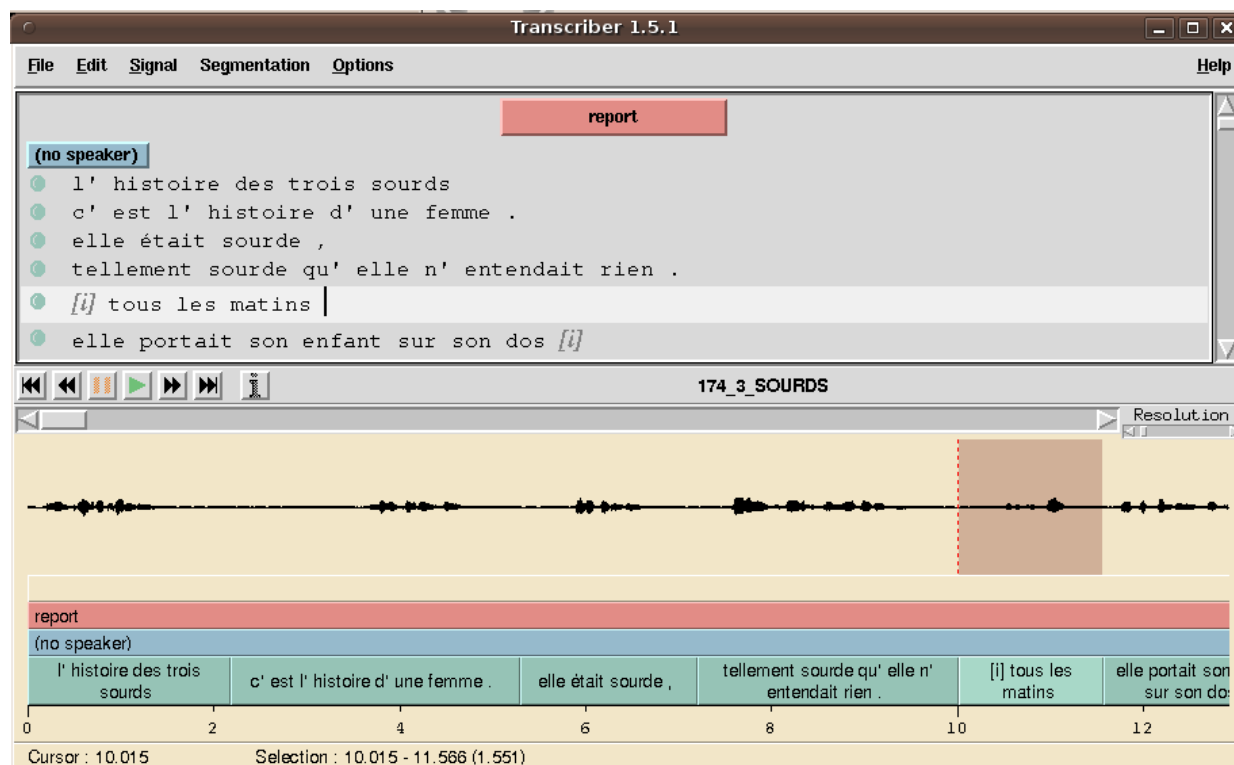 Transcriber 1.5.1
File Edit Signal Segmentation Options Help
report
(no speaker)
l' histoire des trois sourds
c' est l' histoire d' une femme .
elle était sourde ,
tellement sourde qu' elle n' entendait rien .
[i] tous les matins
elle portait son enfant sur son dos [i]
174_3_SOURDS
Resolution
report
(no speaker)
l' histoire des trois
sourds
c' est l' histoire d' une femme .
elle était sourde ,
tellement sourde qu' elle n'
entendait rien .
[i] tous les
matins
elle portait son
sur son dos
0 2 4 6 8 10 12
Cursor : 10.015 Selection : 10.015 - 11.566 (1.551)